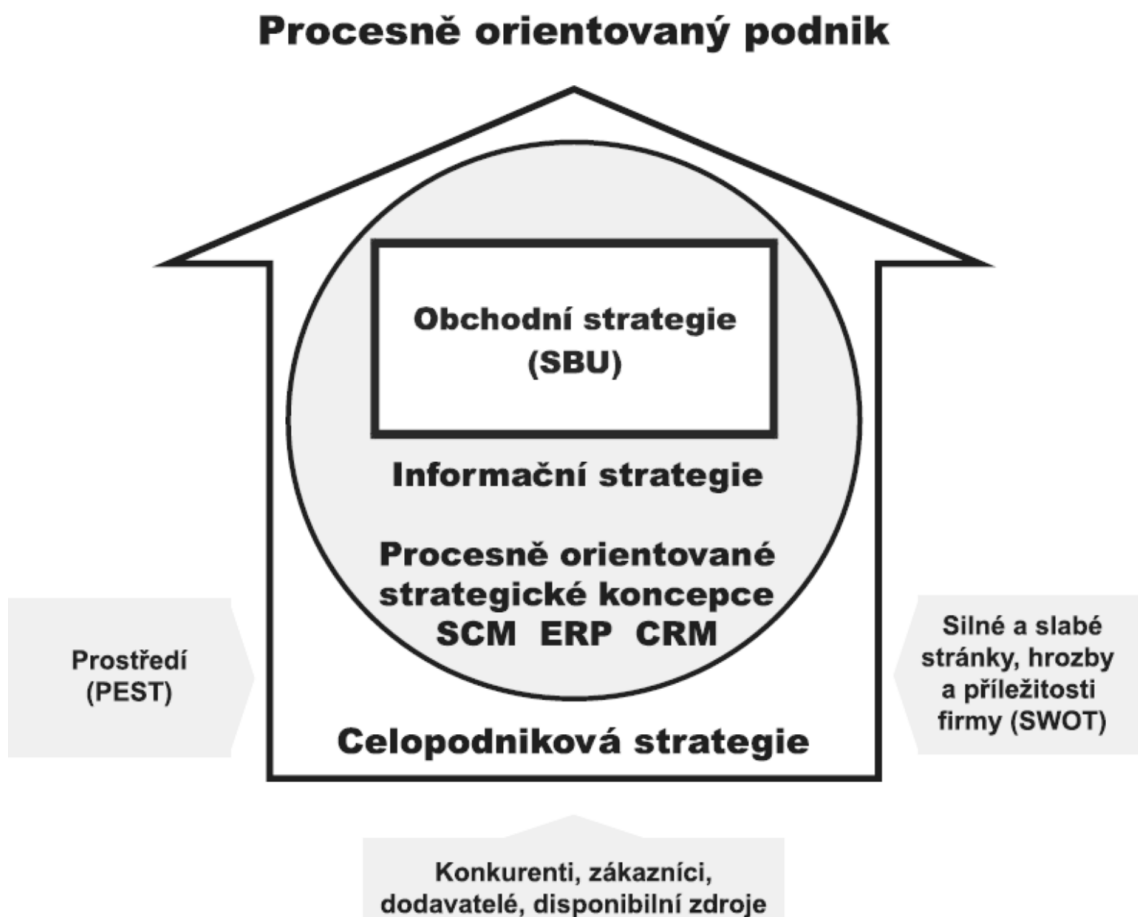 Procesně orientovaný podnik
Obchodní strategie
(SBU)
Informační strategie
Procesně orientované
strategické koncepce
SCM ERP CRM
Prostředí
(PEST)
Silné a slabé
stránky, hrozby
a příležitosti
firmy (SWOT)
Celopodniková strategie
Konkurenti, zákazníci,
dodavatelé, disponibilní zdroje